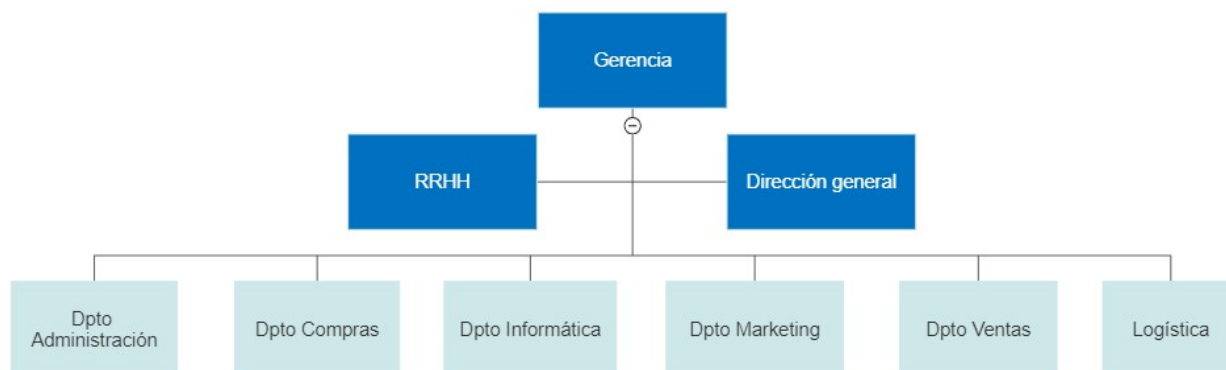 Gerencia
RRHH
Dirección general
Dpto
Administración
Dpto Compras
Dpto Informática
Dpto Marketing
Dpto Ventas
Logística